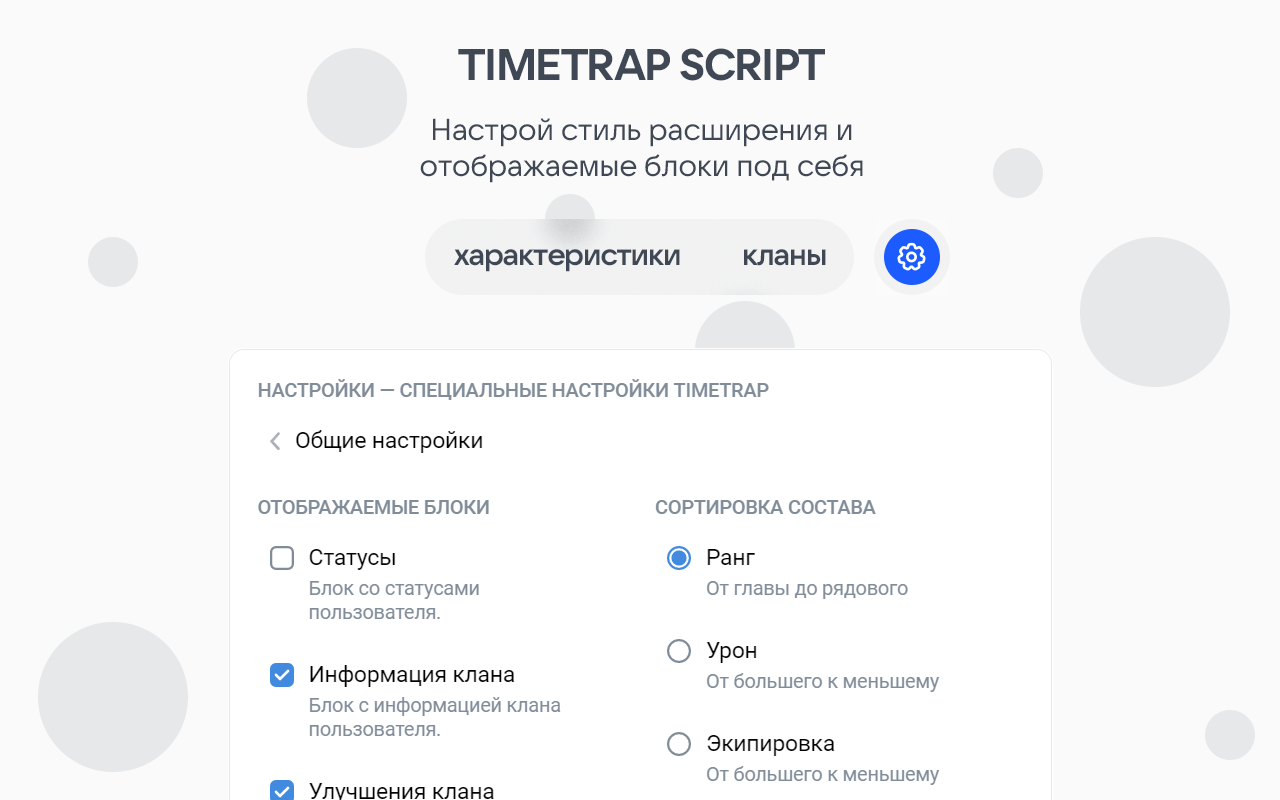 TIMETRAP SCRIPT
Настрой стиль расширения и
отображаемые блоки под себя
характеристики кланы
НАСТРОЙКИ — СПЕЦИАЛЬНЫЕ НАСТРОЙКИ TIMETRAP
Общие настройки
ОТОБРАЖАЕМЫЕ БЛОКИ
Статусы
Блок со статусами
пользователя.
Информация клана
Блок с информацией клана
пользователя.
Улучшения клана
СОРТИРОВКА СОСТАВА
Ранг
От главы до рядового
Урон
От большего к меньшему
Экипировка
От большего к меньшему